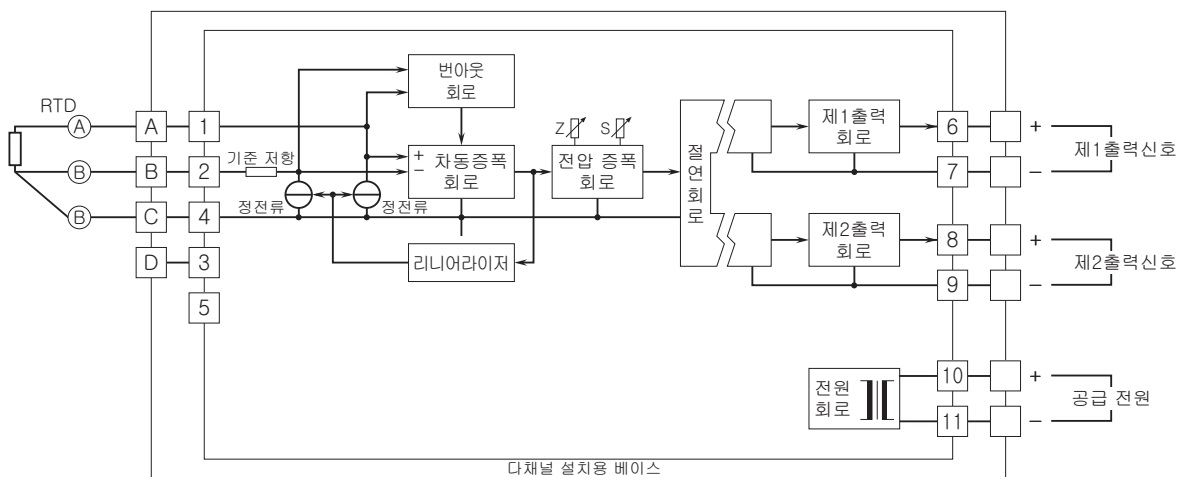 번아웃
회로
RTD
A
A
1
기준 저항
B
B
2
B
C
4
D
3
5
정전류
정전류
+
−
차동증폭
회로
리니어라이저
Z
S
전압 증폭
회로
절연회로
제1출력
회로
6
+
제1출력신호
7
−
제2출력
회로
8
+
제2출력신호
9
−
전원
회로
10
+
공급 전원
11
−
다채널 설치용 베이스